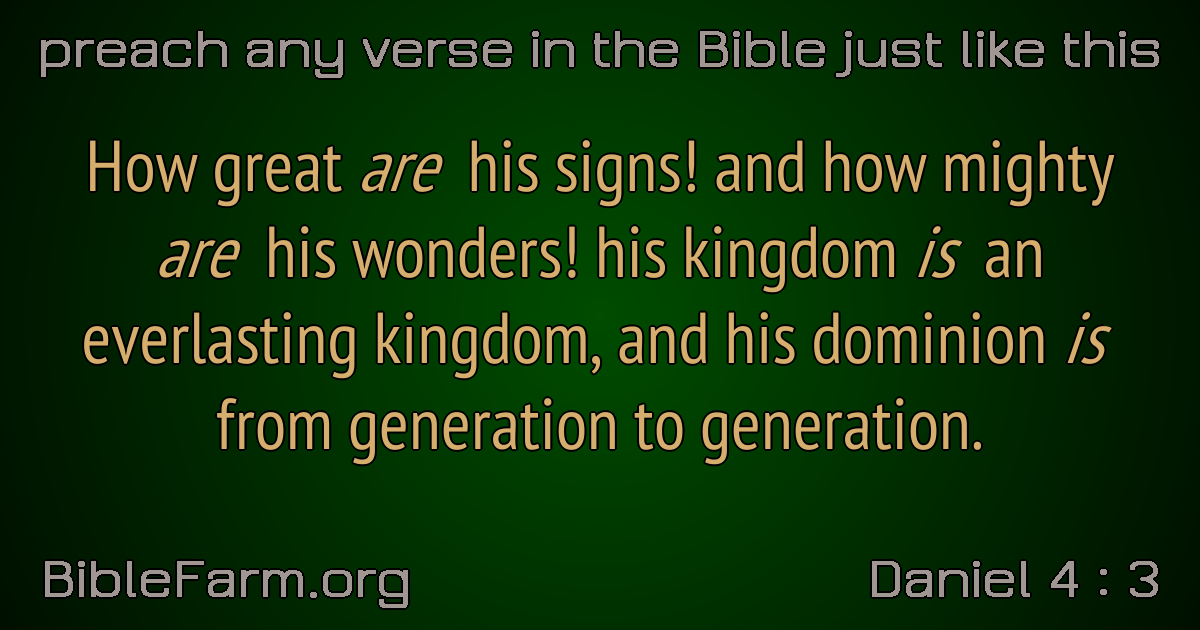 preach any verse in the Bible just like this
How great are his signs! and how mighty
are his wonders! his kingdom is an
everlasting kingdom, and his dominion is
from generation to generation.
BibleFarm.org
Daniel 4 : 3